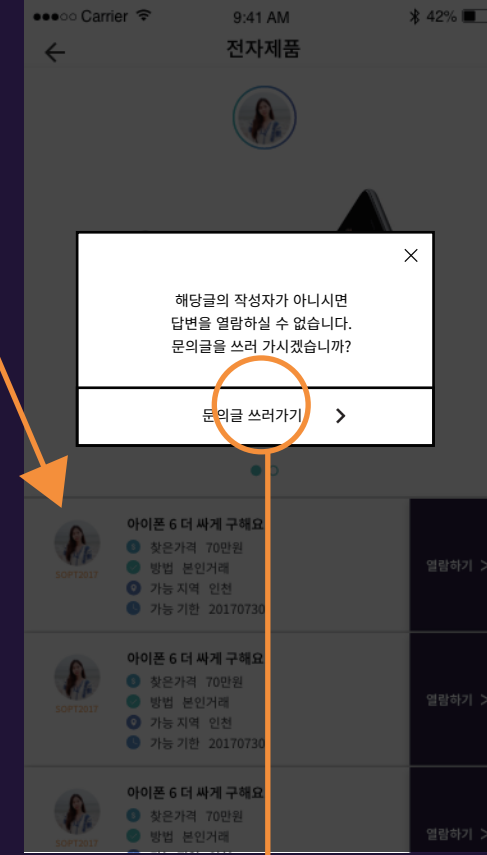 Carrier 9:41 AM 42%
전자제품
해당글의 작성자가 아니시면
답변을 열람하실 수 없습니다.
문의글을 쓰러 가시겠습니까?
문의글 쓰러가기
아이폰 6 더 싸게 구해요
찾은가격 70만원
방법 본인거래
가능 지역 인천
가능 기한 20170730
SOPT2017
열람하기
아이폰 6 더 싸게 구해요
찾은가격 70만원
방법 본인거래
가능 지역 인천
가능 기한 20170730
SOPT2017
열람하기
아이폰 6 더 싸게 구해요
찾은가격 70만원
방법 본인거래
SOPT2017
열람하기